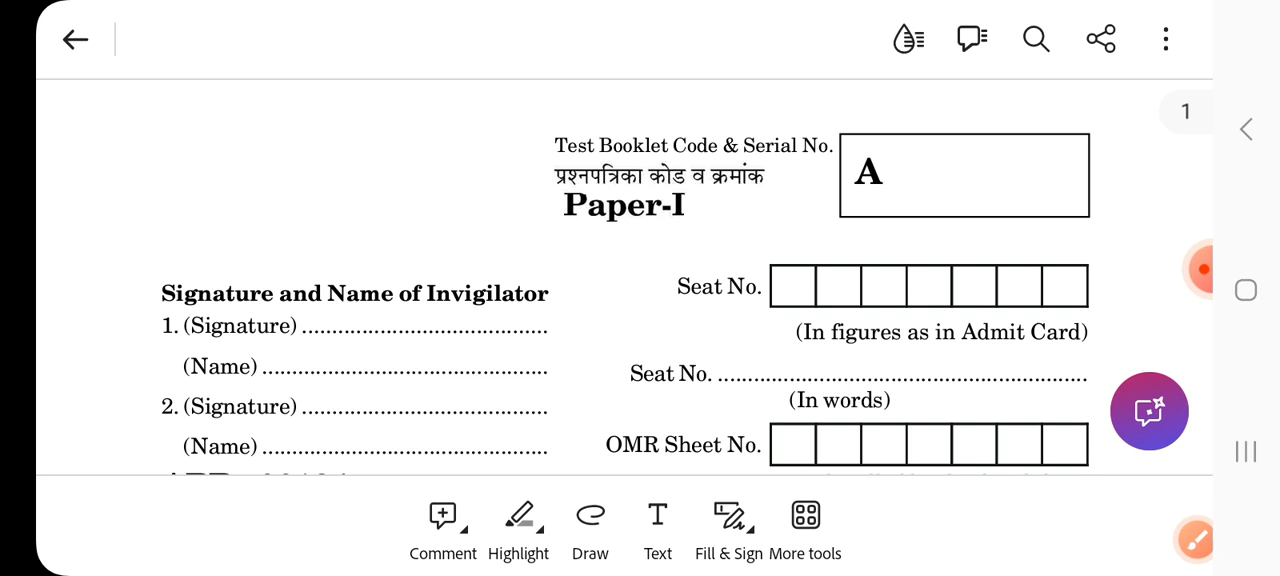 1
Test Booklet Code & Serial No.
प्रश्नपत्रिका कोड व क्रमांक
A
Paper-I
Signature and Name of Invigilator
1. (Signature) .........................................
(Name) ................................................
2. (Signature) .........................................
(Name) ................................................
Seat No.
(In figures as in Admit Card)
Seat No. ..............................................................
(In words)
OMR Sheet No.
Comment
Highlight
Draw
Text
Fill & Sign
More tools